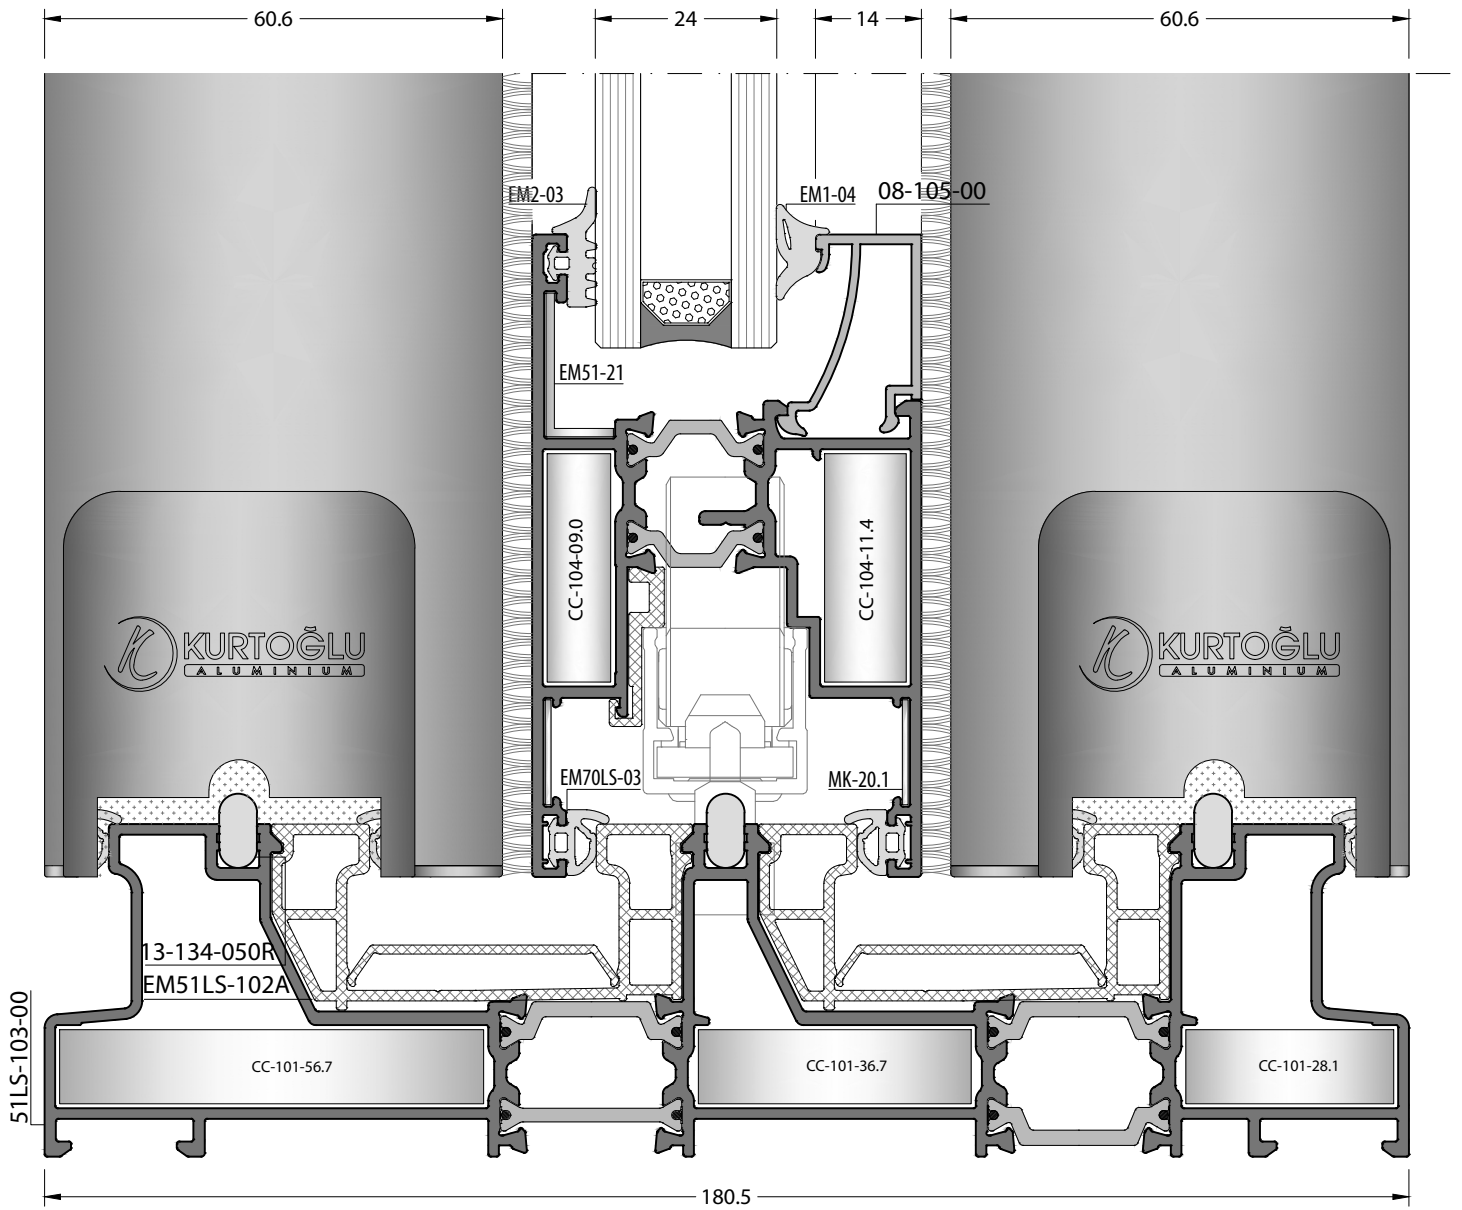 60.6
24
14
60.6
EM2-03
EM1-04
08-105-00
EM51-21
CC-104-09.0
CC-104-11.4
KURTOĞLU
ALUMINIUM
KURTOĞLU
ALUMINIUM
EM70LS-03
MK-20.1
13-134-050R
EM51LS-102A
51LS-103-00
CC-101-56.7
CC-101-36.7
CC-101-28.1
180.5